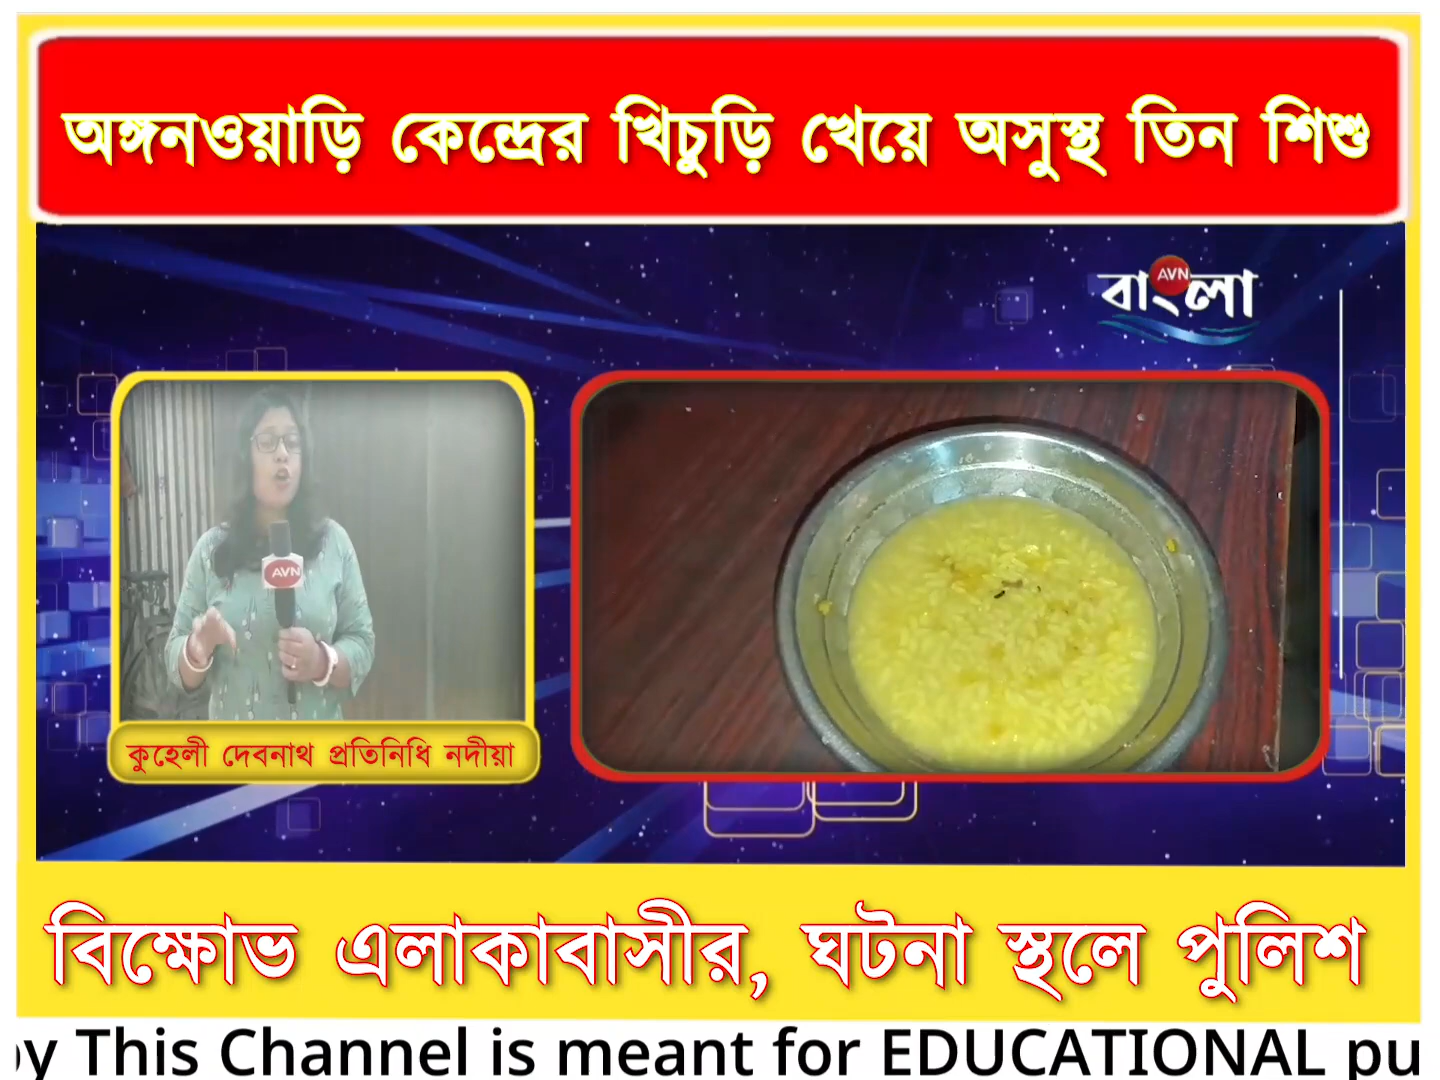 অঙ্গনওয়াড়ি কেন্দ্রের খিচুড়ি খেয়ে অসুস্থ তিন শিশু
বাংলা
AVN
AVN
কুহেলী দেবনাথ প্রতিনিধি নদীয়া
বিক্ষোভ এলাকাবাসীর, ঘটনা স্থলে পুলিশ
This Channel is meant for EDUCATIONAL